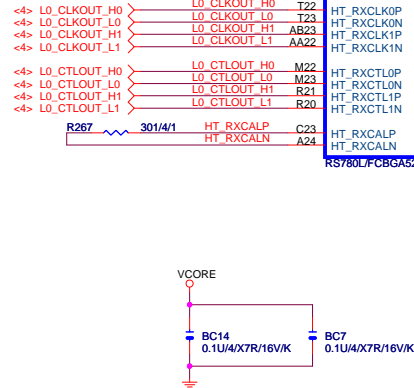 L0_CLKOUT_H0 T22 HT_RXCLK0P
<4> L0_CLKOUT_H0
<4> L0_CLKOUT_L0 L0_CLKOUT_L0 T23 HT_RXCLK0N
<4> L0_CLKOUT_H1 L0_CLKOUT_H1 AB23 HT_RXCLK1P
<4> L0_CLKOUT_L1 L0_CLKOUT_L1 AA22 HT_RXCLK1N
<4> L0_CTLOUT_H0 L0_CTLOUT_H0 M22 HT_RXCTL0P
<4> L0_CTLOUT_L0 L0_CTLOUT_L0 M23 HT_RXCTL0N
<4> L0_CTLOUT_H1 L0_CTLOUT_H1 R21 HT_RXCTL1P
<4> L0_CTLOUT_L1 L0_CTLOUT_L1 R20 HT_RXCTL1N
R267 301/4/1 HT_RXCALP C23 HT_RXCALP
HT_RXCALN A24 HT_RXCALN
RS780L/FCBGA52
VCORE
BC14 BC7
0.1U/4/X7R/16V/K 0.1U/4/X7R/16V/K